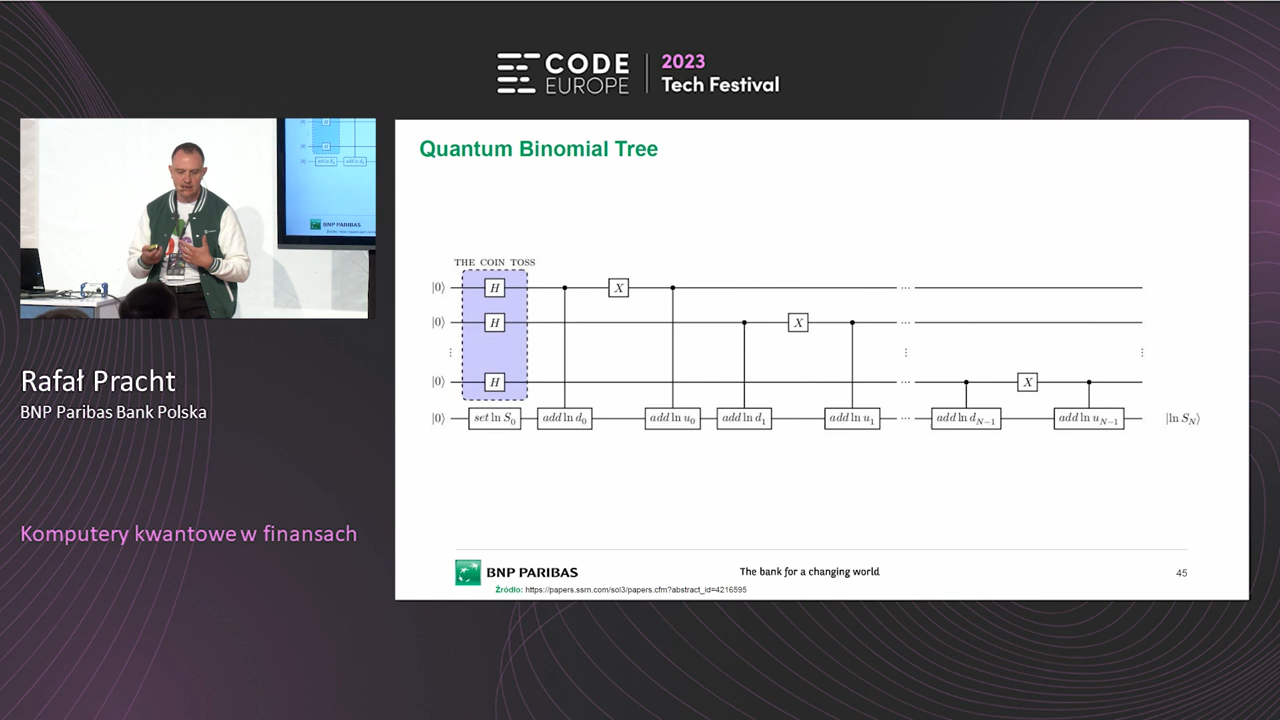 CODE
EUROPE
2023
Tech Festival
Quantum Binomial Tree
THE COIN TOSS
|0⟩ H X ...
|0⟩ H X ...
⋮ ⋮ ⋮
|0⟩ H ... X
|0⟩ set ln S₀ add ln d₀ add ln u₀ add ln d₁ add ln u₁ ... add ln d_{N−1} add ln u_{N−1} |ln S_N⟩
BNP PARIBAS
The bank for a changing world
45
Źródło: https://papers.ssrn.com/sol3/papers.cfm?abstract_id=4216595
BNP PARIBAS
Rafał Pracht
BNP Paribas Bank Polska
Komputery kwantowe w finansach